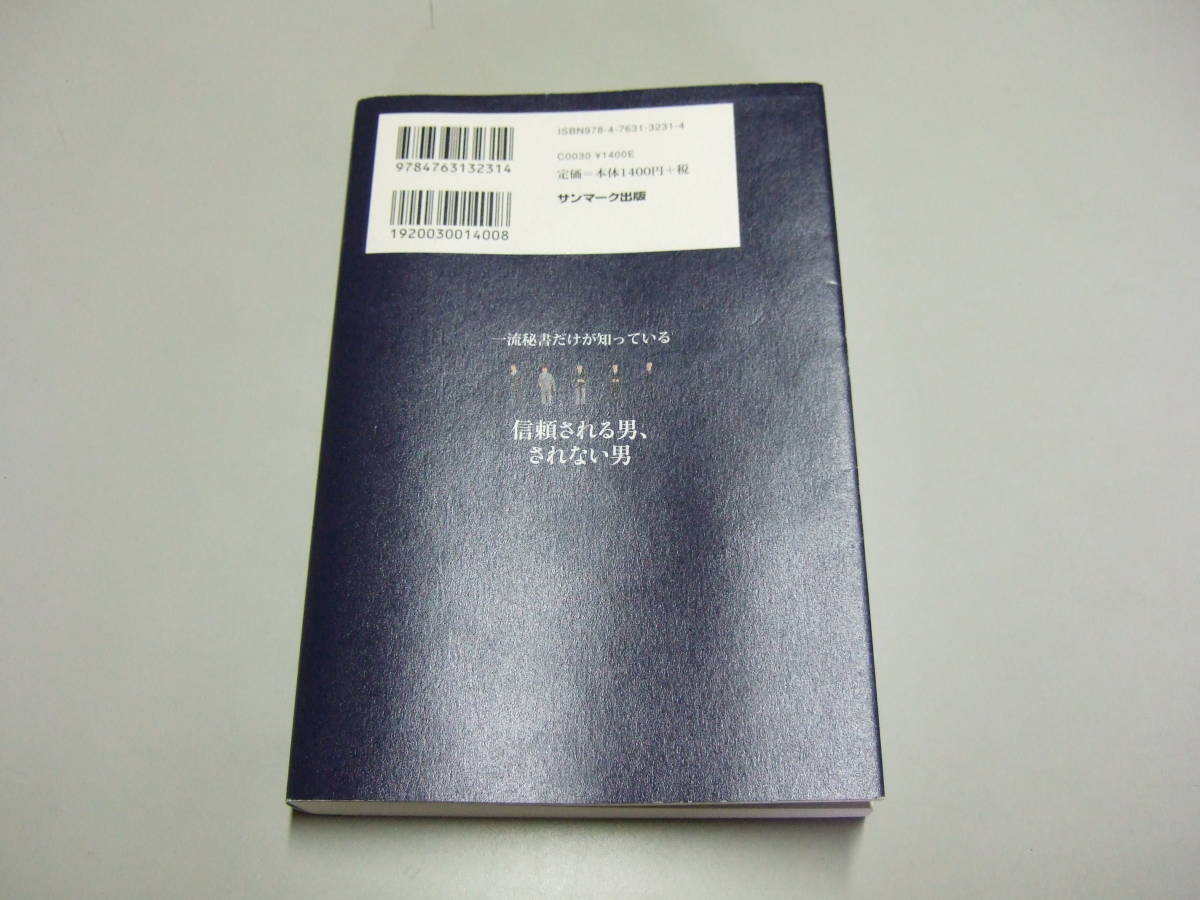 ISBN978-4-7631-3231-4
C0030 ¥1400E
定価＝本体1400円＋税
サンマーク出版
9784763132314
1920030014008
一流秘書だけが知っている
信頼される男、
されない男